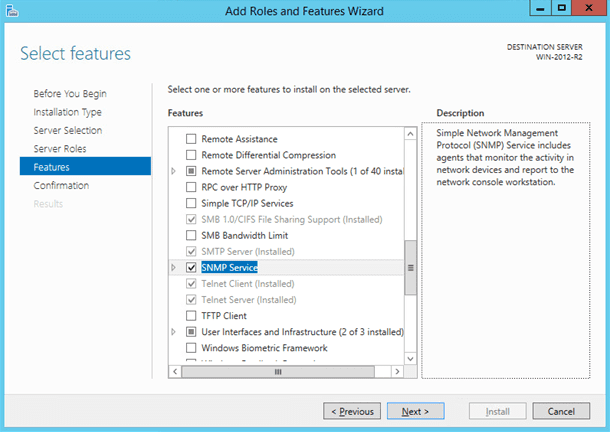 Add Roles and Features Wizard
Select features
DESTINATION SERVER
WIN-2012-R2
Before You Begin
Installation Type
Server Selection
Server Roles
Features
Confirmation
Results
Select one or more features to install on the selected server.
Features
Remote Assistance
Remote Differential Compression
Remote Server Administration Tools (1 of 40 instal
RPC over HTTP Proxy
Simple TCP/IP Services
SMB 1.0/CIFS File Sharing Support (Installed)
SMB Bandwidth Limit
SMTP Server (Installed)
SNMP Service
Telnet Client (Installed)
Telnet Server (Installed)
TFTP Client
User Interfaces and Infrastructure (2 of 3 installed)
Windows Biometric Framework
Description
Simple Network Management
Protocol (SNMP) Service includes
agents that monitor the activity in
network devices and report to the
network console workstation.
< Previous
Next >
Install
Cancel